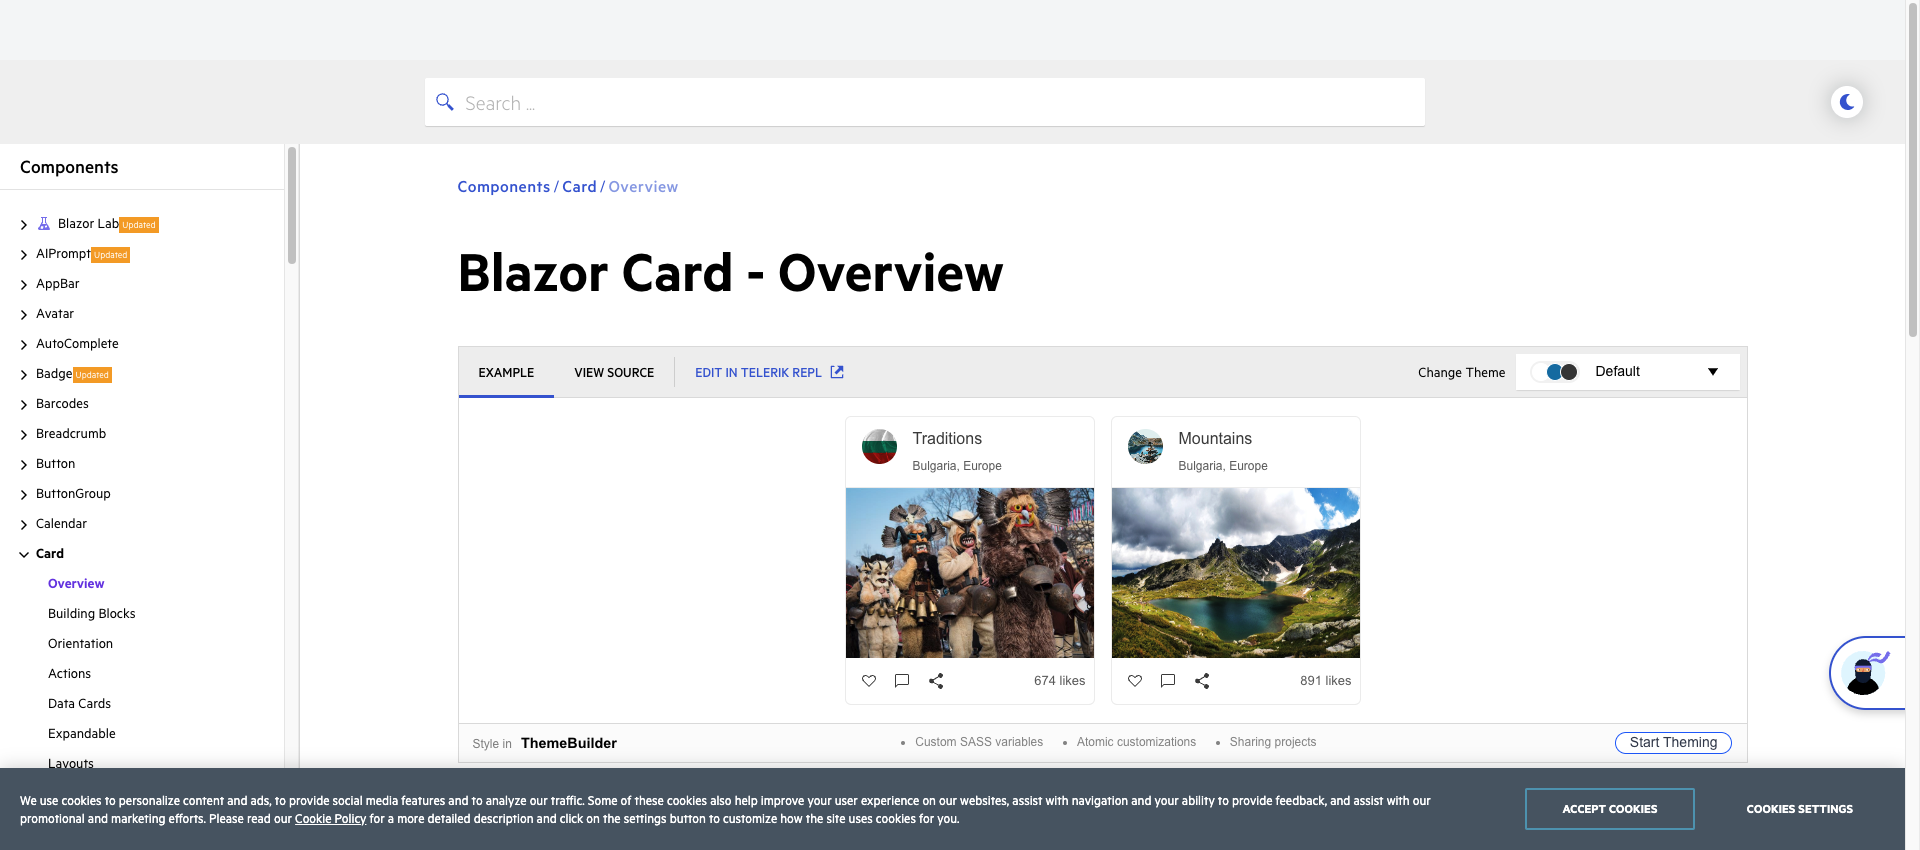 Search ...
Components
Blazor Lab Updated
AIPrompt Updated
AppBar
Avatar
AutoComplete
Badge Updated
Barcodes
Breadcrumb
Button
ButtonGroup
Calendar
Card
Overview
Building Blocks
Orientation
Actions
Data Cards
Expandable
Layouts
Components / Card / Overview
Blazor Card - Overview
EXAMPLE VIEW SOURCE EDIT IN TELERIK REPL Change Theme Default
Traditions
Bulgaria, Europe
674 likes
Mountains
Bulgaria, Europe
891 likes
Style in ThemeBuilder • Custom SASS variables • Atomic customizations • Sharing projects Start Theming
We use cookies to personalize content and ads, to provide social media features and to analyze our traffic. Some of these cookies also help improve your user experience on our websites, assist with navigation and your ability to provide feedback, and assist with our
promotional and marketing efforts. Please read our Cookie Policy for a more detailed description and click on the settings button to customize how the site uses cookies for you.
ACCEPT COOKIES COOKIES SETTINGS